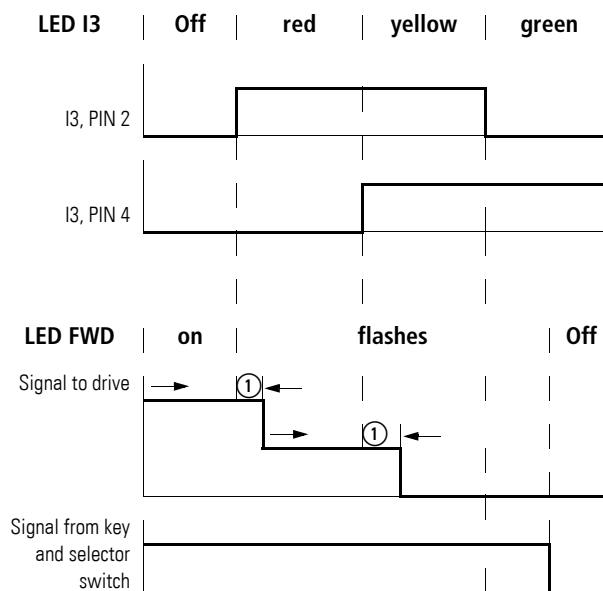 LED I3 Off red yellow green
I3, PIN 2
I3, PIN 4
LED FWD on flashes Off
Signal to drive
1
1
Signal from key
and selector
switch